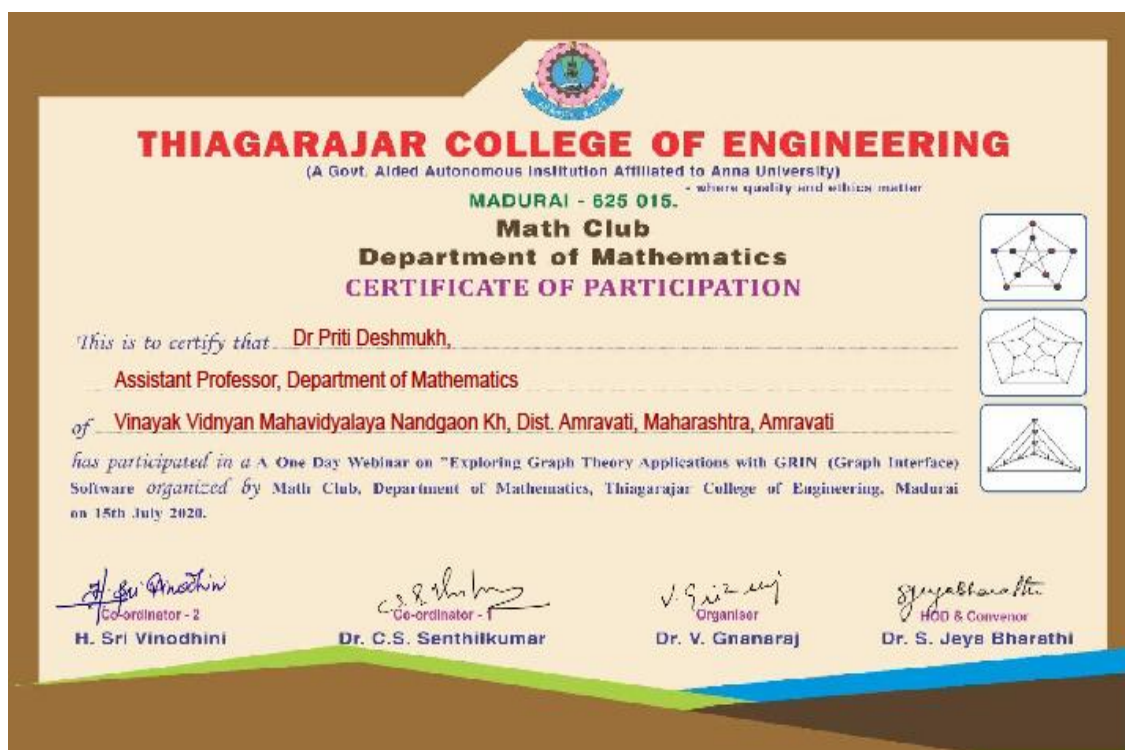 THIAGARAJAR COLLEGE OF ENGINEERING
(A Govt. Aided Autonomous Institution Affiliated to Anna University)
- where quality and ethics matter
MADURAI - 625 015.
Math Club
Department of Mathematics
CERTIFICATE OF PARTICIPATION
This is to certify that Dr Priti Deshmukh,
Assistant Professor, Department of Mathematics
of Vinayak Vidnyan Mahavidyalaya Nandgaon Kh, Dist. Amravati, Maharashtra, Amravati
has participated in a A One Day Webinar on "Exploring Graph Theory Applications with GRIN (Graph Interface)
Software organized by Math Club, Department of Mathematics, Thiagarajar College of Engineering, Madurai
on 15th July 2020.
H. Sri Vinodhini
Co-ordinator - 2 Co-ordinator - 1 Organiser HOD & Convenor
H. Sri Vinodhini Dr. C.S. Senthilkumar Dr. V. Gnanaraj Dr. S. Jeya Bharathi